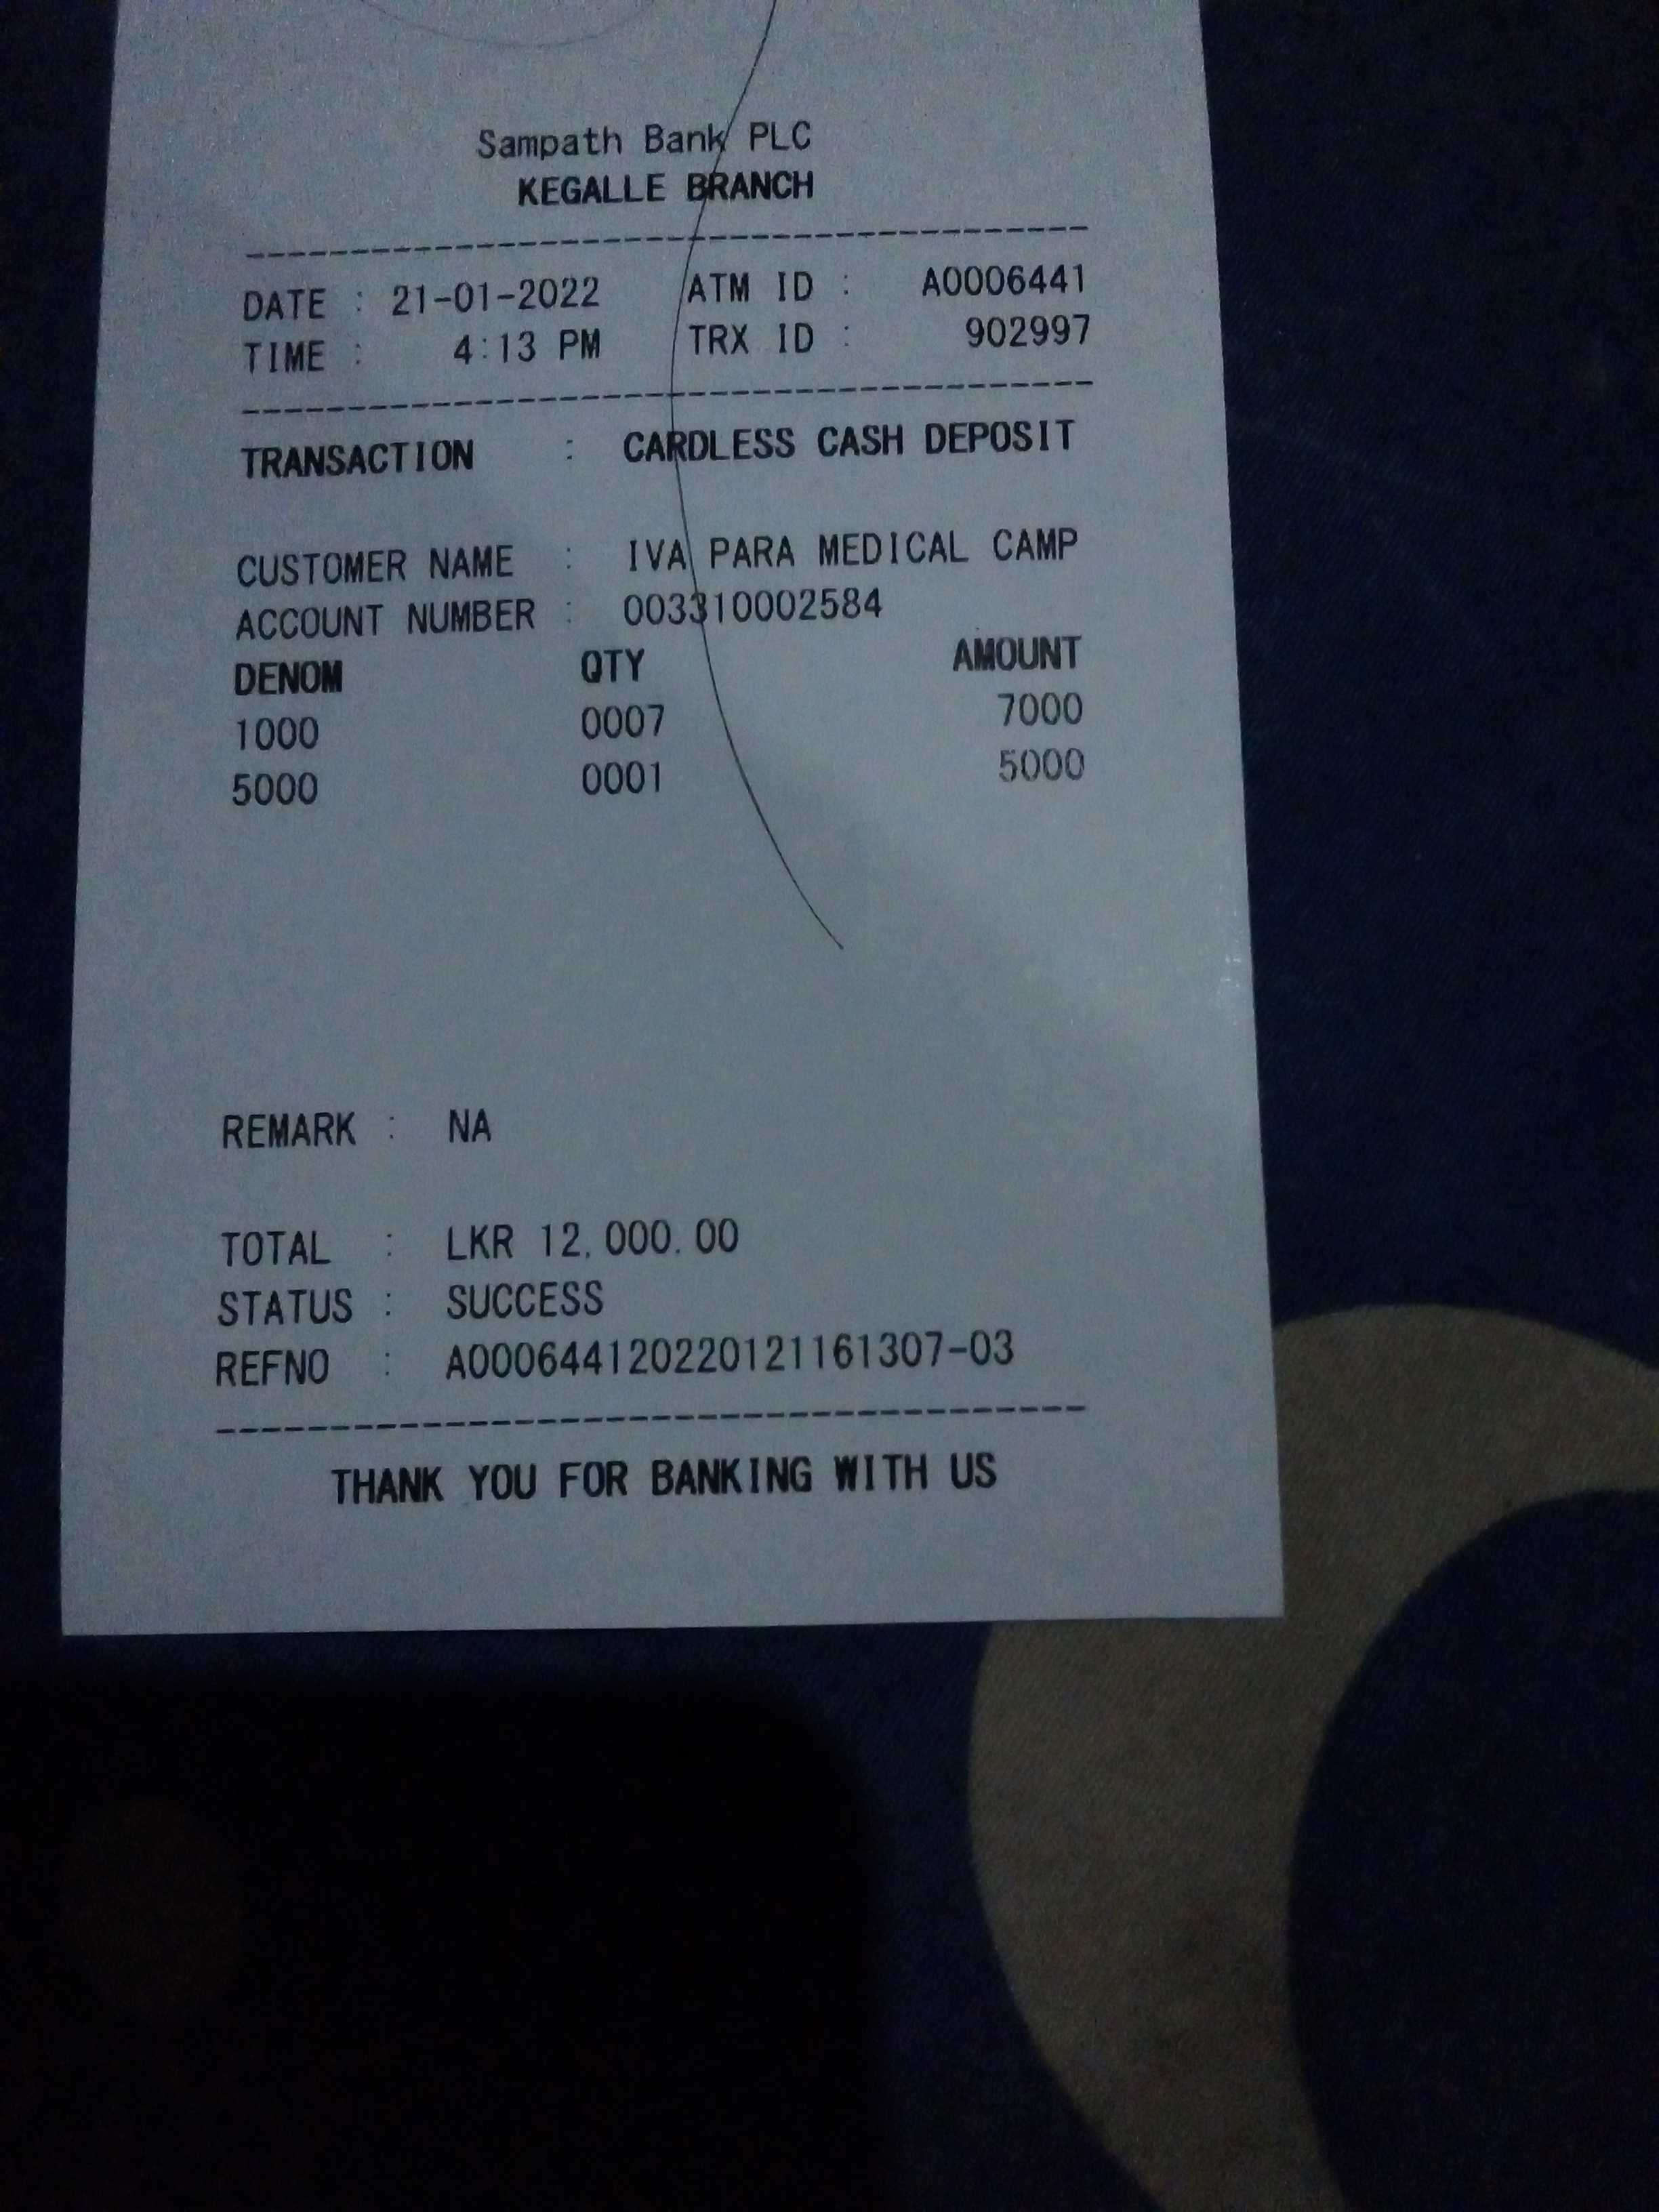 Sampath Bank PLC
KEGALLE BRANCH
DATE : 21-01-2022 ATM ID : A0006441
TIME : 4:13 PM TRX ID : 902997
TRANSACTION : CARDLESS CASH DEPOSIT
CUSTOMER NAME : IVA PARA MEDICAL CAMP
ACCOUNT NUMBER : 003310002584
DENOM QTY AMOUNT
1000 0007 7000
5000 0001 5000
REMARK : NA
TOTAL : LKR 12,000.00
STATUS : SUCCESS
REFNO : A000644120220121161307-03
THANK YOU FOR BANKING WITH US